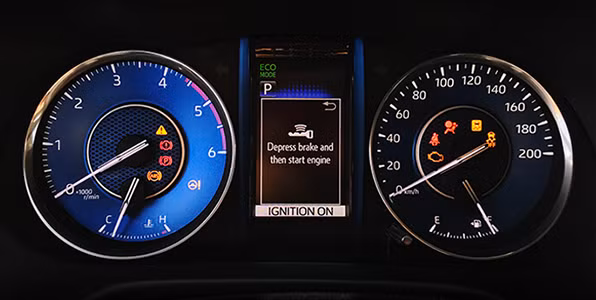 1
2
3
4
5
6
0
×1000
r/min
C
H
ECO
MODE
P
Depress brake and
then start engine
IGNITION ON
0
20
40
60
80
100
120
140
160
180
200
km/h
E
F